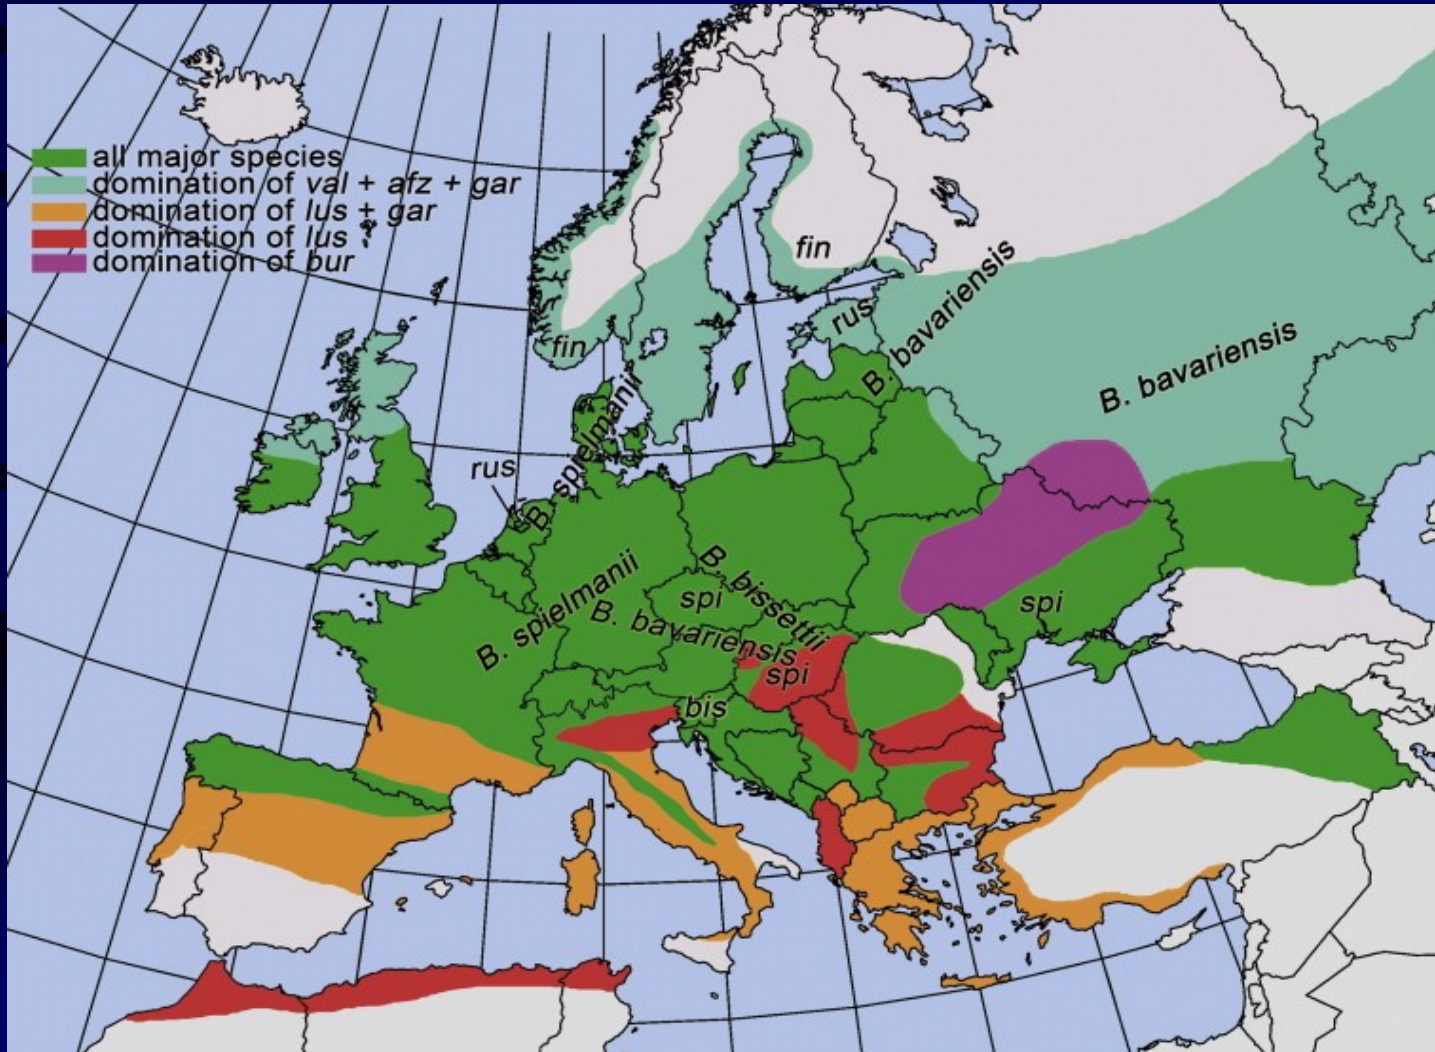 all major species
domination of val + afz + gar
domination of lus + gar
domination of lus
domination of bur
fin
fin
rus
B. bavariensis
B. bavariensis
rus
B. spielmanii
B. spielmanii
B. bissettii
spi
B. bavariensis
spi
spi
bis